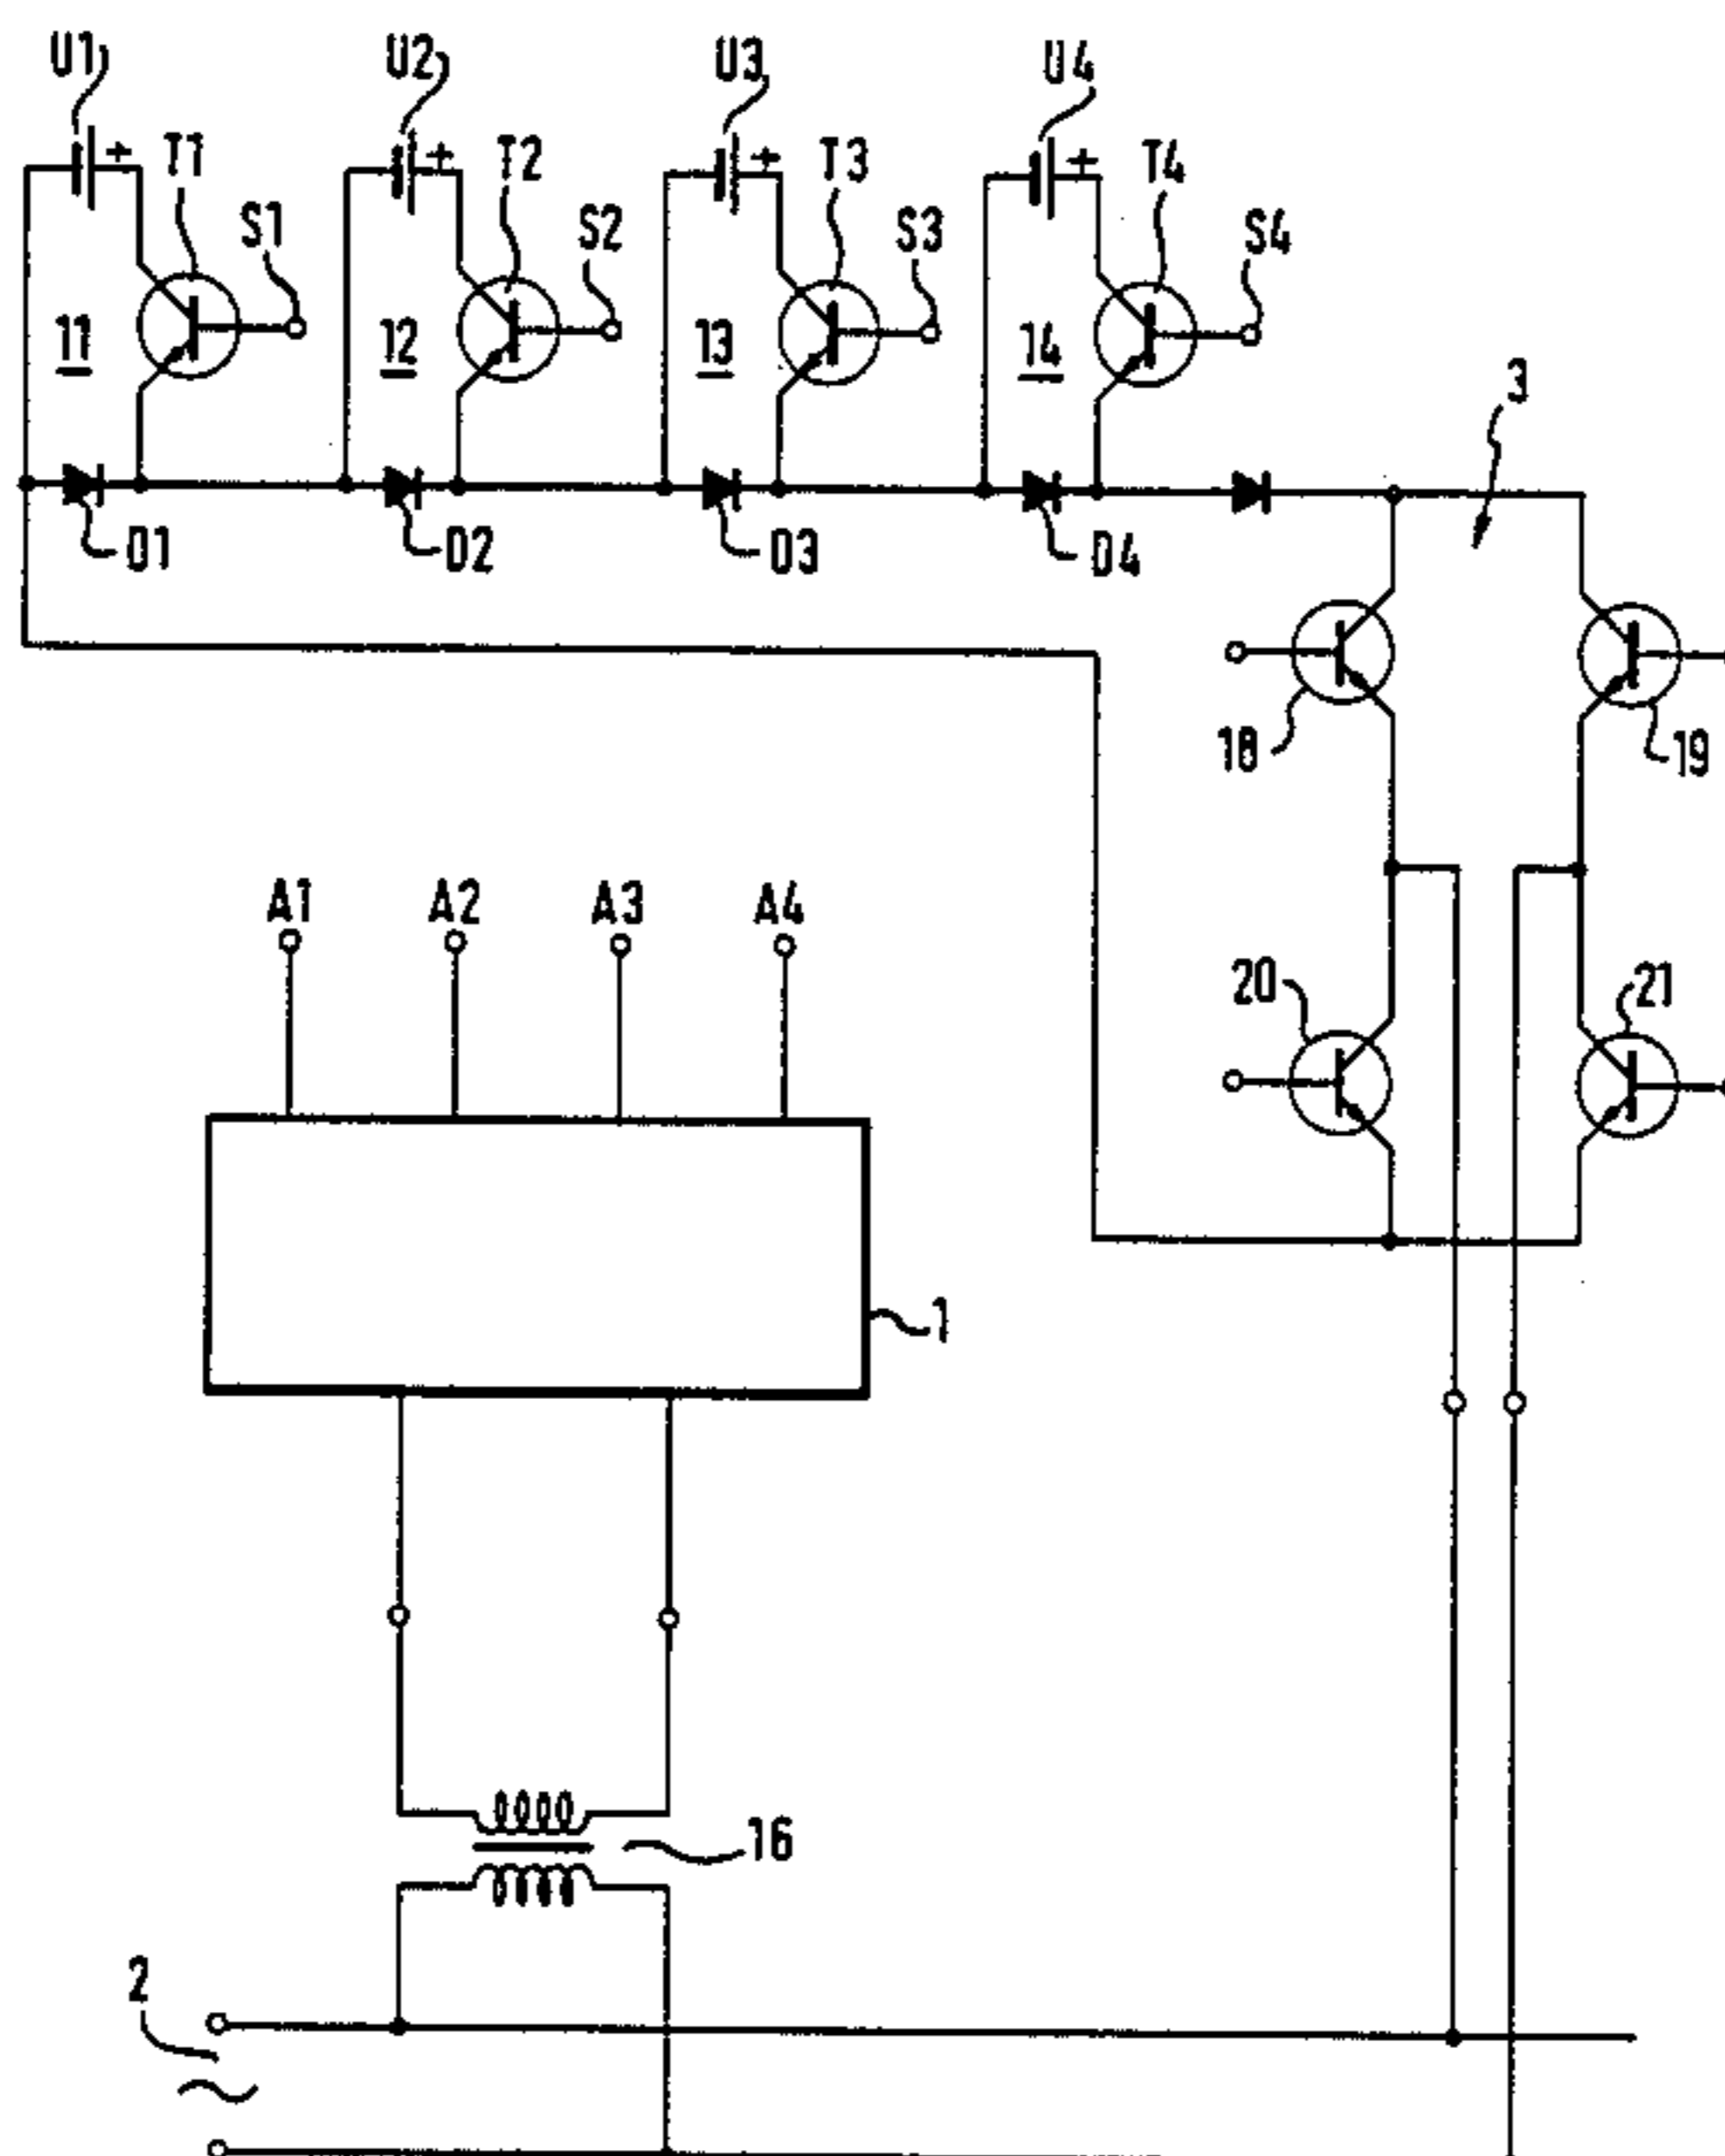 U1 U2 U3 U4
+ T1 + T2 + T3 + T4
S1 S2 S3 S4
11 12 13 14
3
D1 D2 D3 D4
18 19
A1 A2 A3 A4
20 21
1
16
2